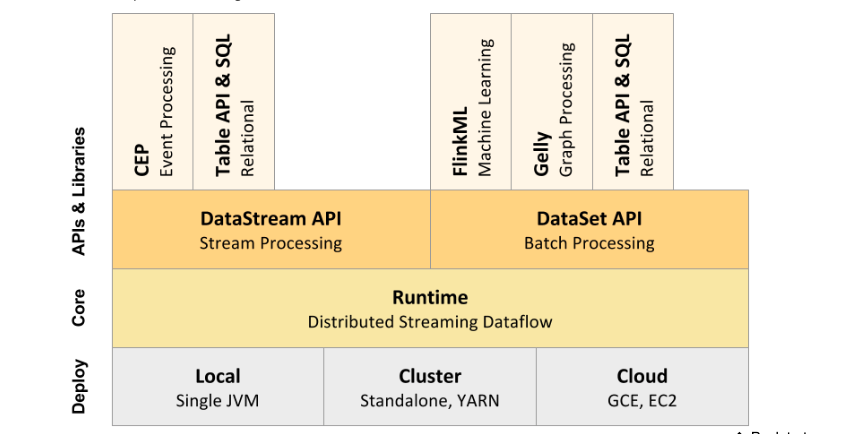 APIs & Libraries
CEP
Event Processing
Table API & SQL
Relational
FlinkML
Machine Learning
Gelly
Graph Processing
Table API & SQL
Relational
DataStream API
Stream Processing
DataSet API
Batch Processing
Core
Runtime
Distributed Streaming Dataflow
Deploy
Local
Single JVM
Cluster
Standalone, YARN
Cloud
GCE, EC2